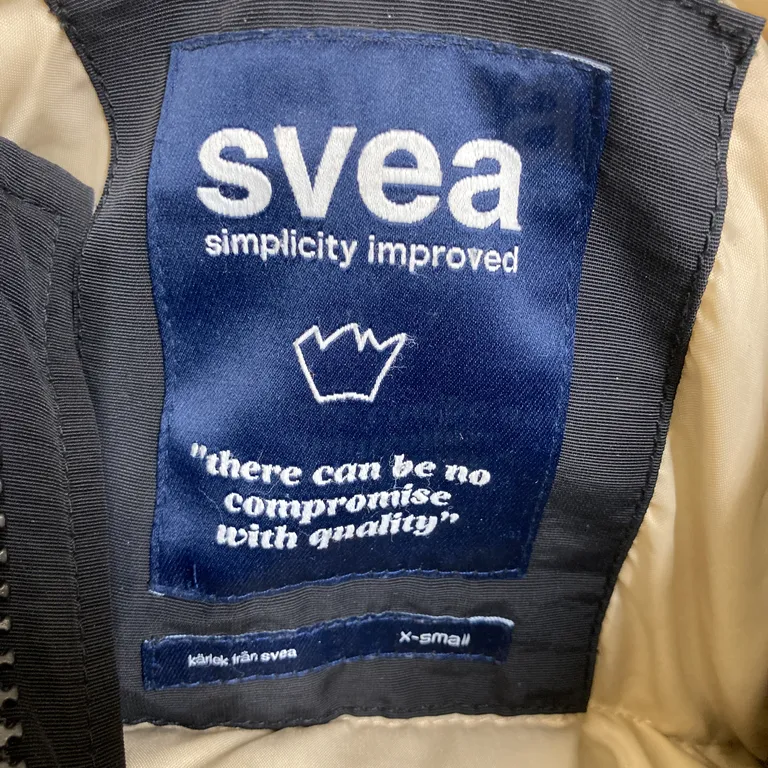 svea
simplicity improved
"there can be no
compromise
with quality"
kärlek från svea
x-small